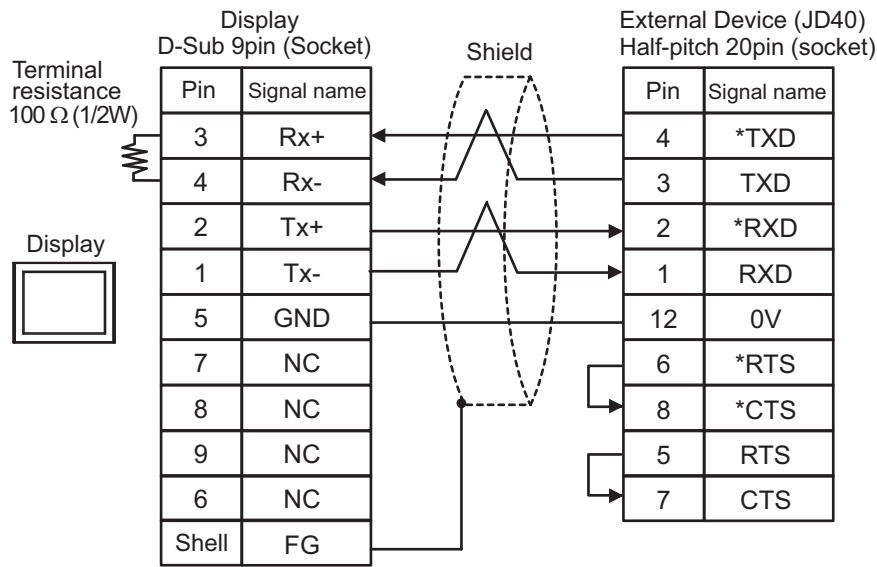 Display
D-Sub 9pin (Socket)
Shield
External Device (JD40)
Half-pitch 20pin (socket)
Terminal
resistance
100 Ω (1/2W)
Pin Signal name
3 Rx+
4 Rx-
2 Tx+
1 Tx-
5 GND
7 NC
8 NC
9 NC
6 NC
Shell FG
Display
Pin Signal name
4 *TXD
3 TXD
2 *RXD
1 RXD
12 0V
6 *RTS
8 *CTS
5 RTS
7 CTS